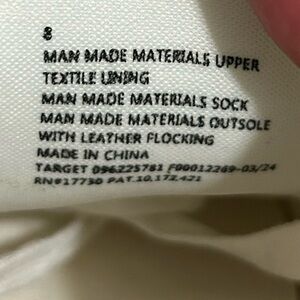 8
MAN MADE MATERIALS UPPER
TEXTILE LINING
MAN MADE MATERIALS SOCK
MAN MADE MATERIALS OUTSOLE
WITH LEATHER FLOCKING
MADE IN CHINA
TARGET 096225781 F00012269-03/24
RN#17730 PAT.10,172,421